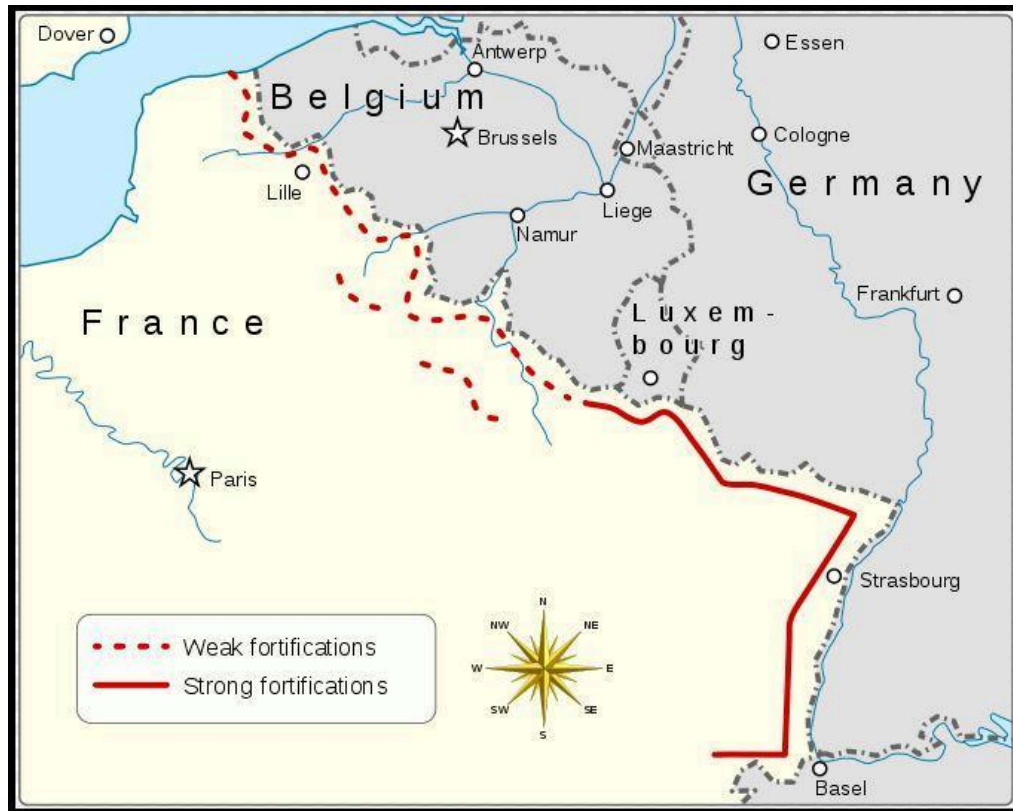 Dover
Antwerp
Essen
Belgium
Brussels
Maastricht
Cologne
Lille
Liege
Germany
Namur
France
Luxem-
bourg
Frankfurt
Paris
Strasbourg
Weak fortifications
Strong fortifications
N
NW
NE
W
E
SW
SE
S
Basel